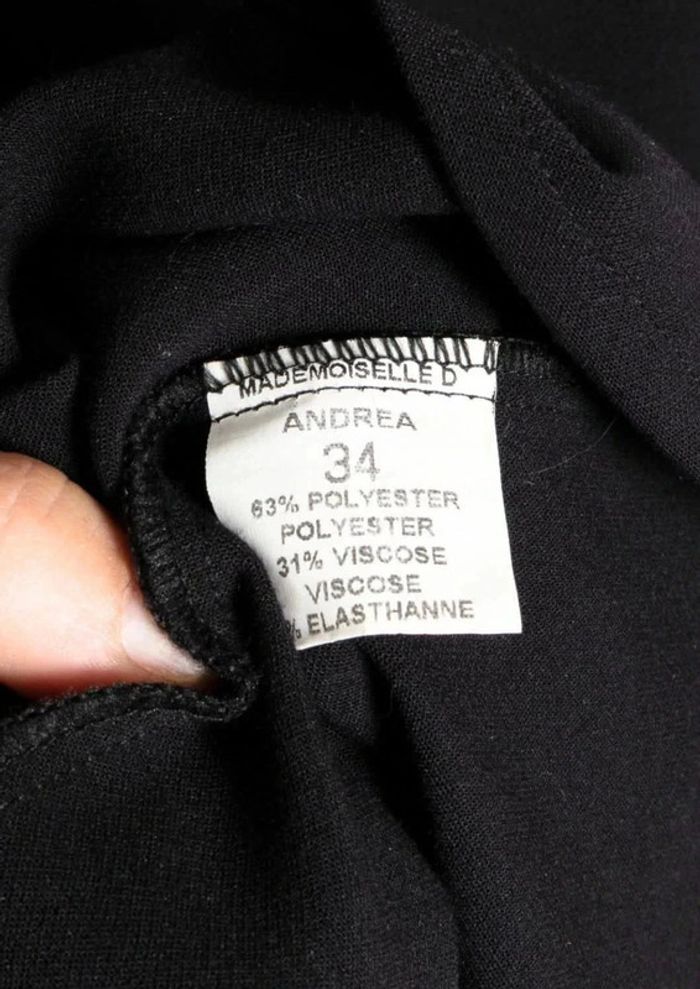 MADEMOISELLE D
ANDREA
34
63% POLYESTER
POLYESTER
31% VISCOSE
VISCOSE
% ELASTHANNE